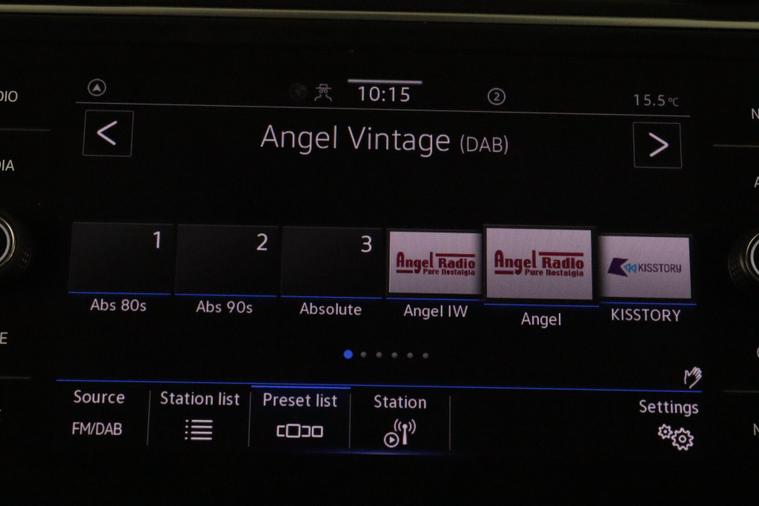 10:15
2
15.5°C
<
Angel Vintage (DAB)
>
1
2
3
Angel Radio
Pure Nostalgia
Angel Radio
Pure Nostalgia
KISSTORY
Abs 80s
Abs 90s
Absolute
Angel IW
Angel
KISSTORY
Source
FM/DAB
Station list
Preset list
Station
Settings